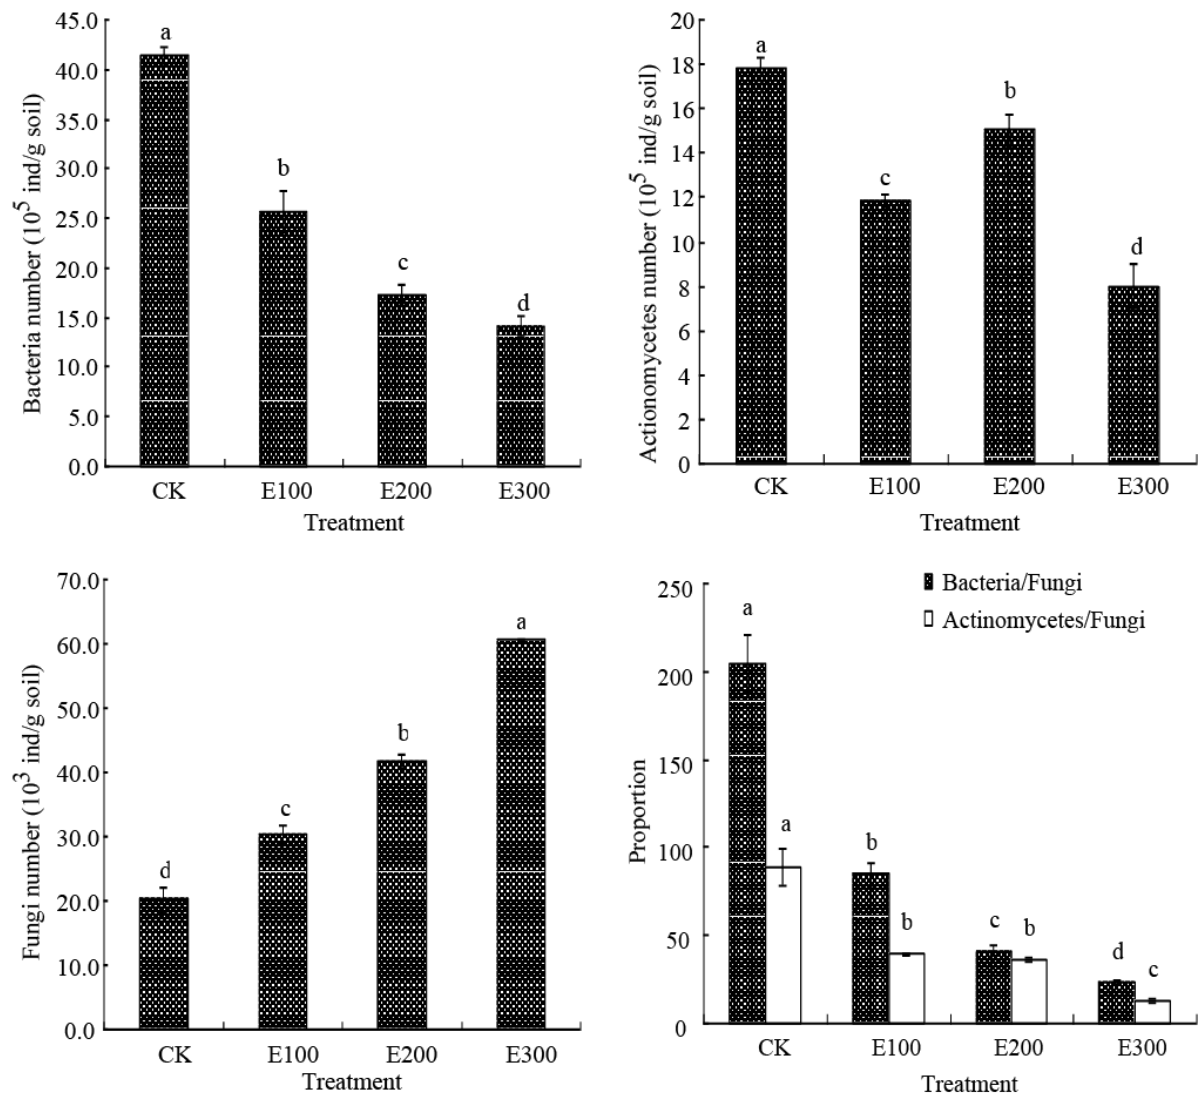 Bacteria number (10^5 ind/g soil)
45.0
40.0
35.0
30.0
25.0
20.0
15.0
10.0
5.0
0.0
a
b
c
d
CK E100 E200 E300
Treatment
Actionomycetes number (10^5 ind/g soil)
20
18
16
14
12
10
8
6
4
2
0
a
c
b
d
CK E100 E200 E300
Treatment
Fungi number (10^3 ind/g soil)
70.0
60.0
50.0
40.0
30.0
20.0
10.0
0.0
d
c
b
a
CK E100 E200 E300
Treatment
Proportion
250
200
150
100
50
0
Bacteria/Fungi
Actinomycetes/Fungi
a
a
b
b
c
b
d
c
CK E100 E200 E300
Treatment